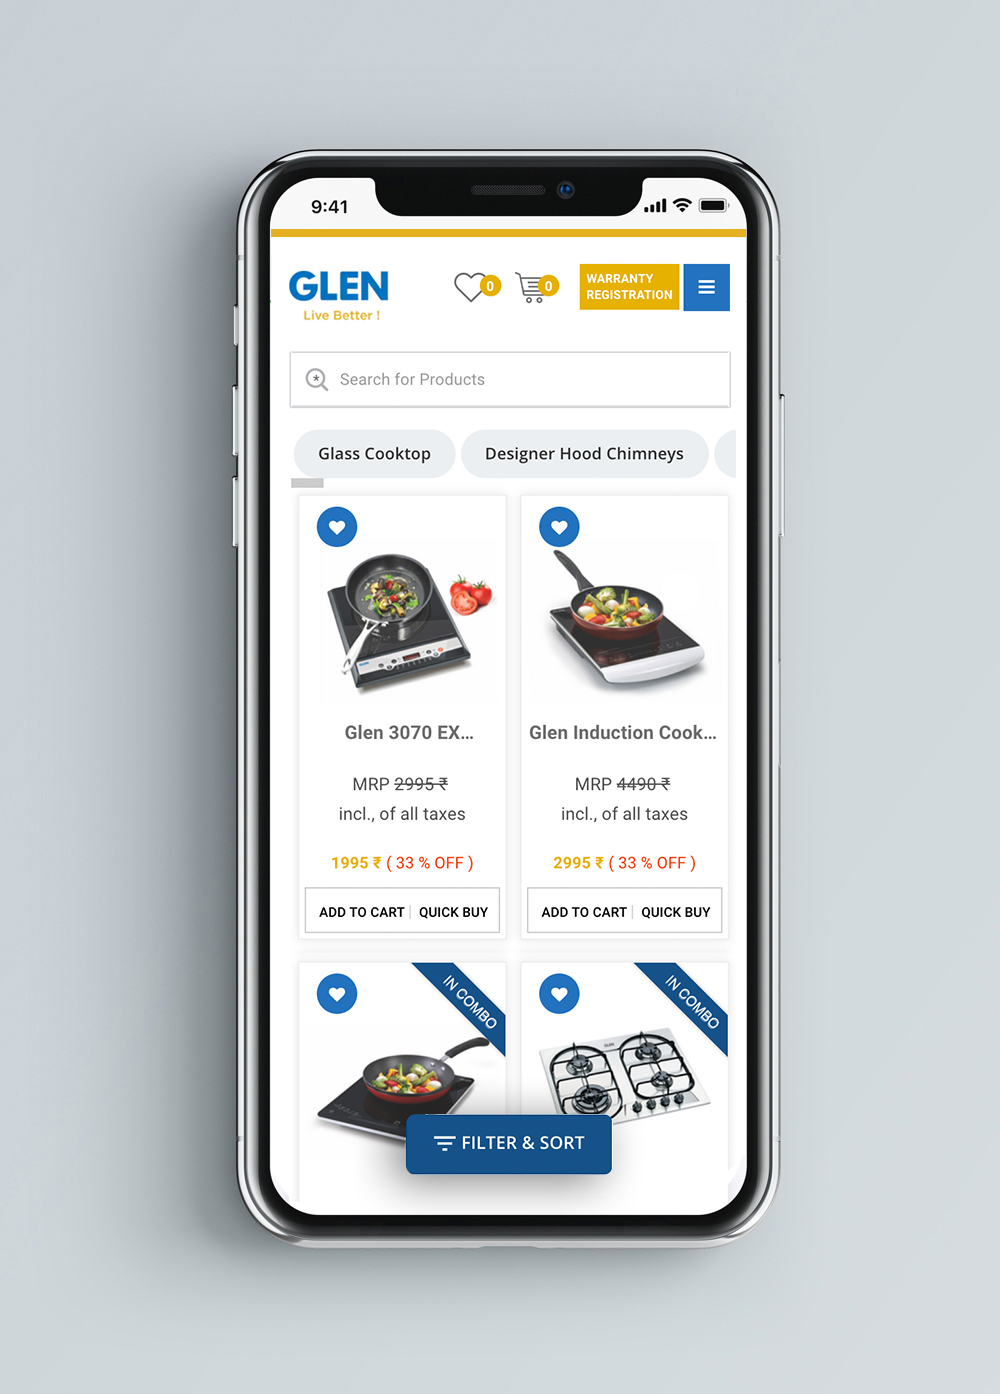 9:41
GLEN
Live Better !
0
0
WARRANTY
REGISTRATION
Search for Products
Glass Cooktop
Designer Hood Chimneys
Glen 3070 EX...
Glen Induction Cook...
MRP 2995 ₹
incl., of all taxes
MRP 4490 ₹
incl., of all taxes
1995 ₹ ( 33 % OFF )
2995 ₹ ( 33 % OFF )
ADD TO CART | QUICK BUY
ADD TO CART | QUICK BUY
IN COMBO
IN COMBO
GLEN
FILTER & SORT